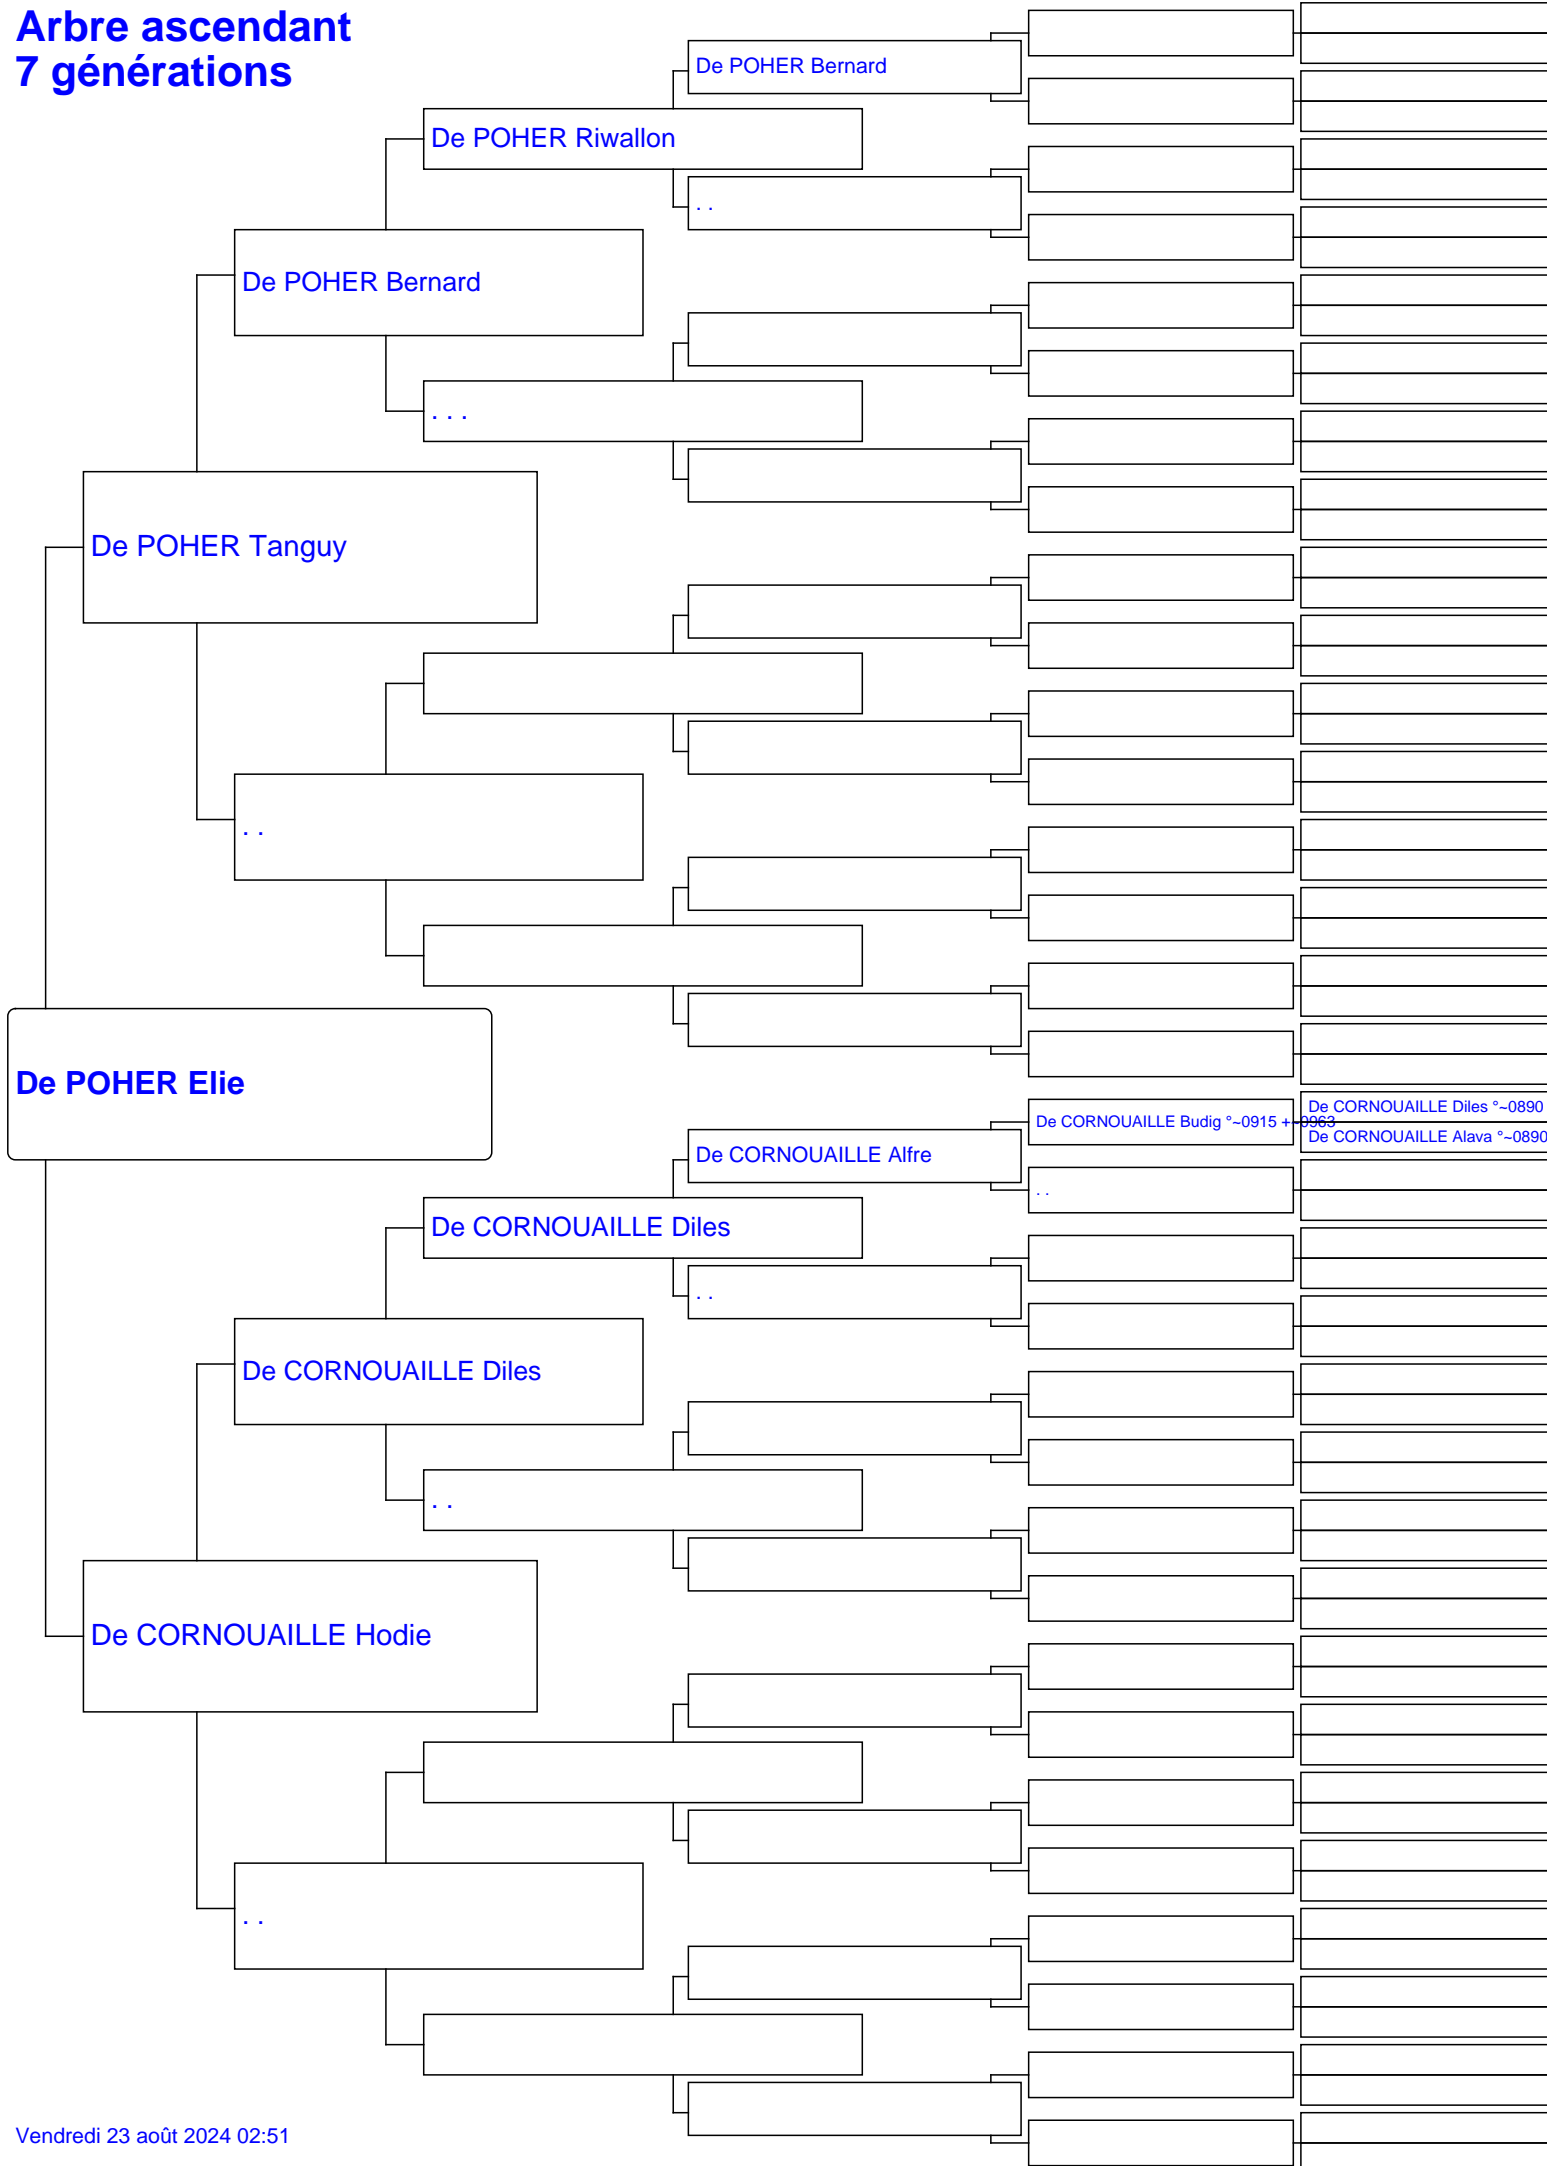 Arbre ascendant
7 générations
De POHER Bernard
De POHER Riwallon
. .
De POHER Bernard
. . .
De POHER Tanguy
. .
De POHER Elie
De CORNOUAILLE Budig °~0915 +~0963
De CORNOUAILLE Diles °~0890
De CORNOUAILLE Alava °~0890
De CORNOUAILLE Alfre
. .
De CORNOUAILLE Diles
. .
De CORNOUAILLE Diles
. .
De CORNOUAILLE Hodie
. .
Vendredi 23 août 2024 02:51